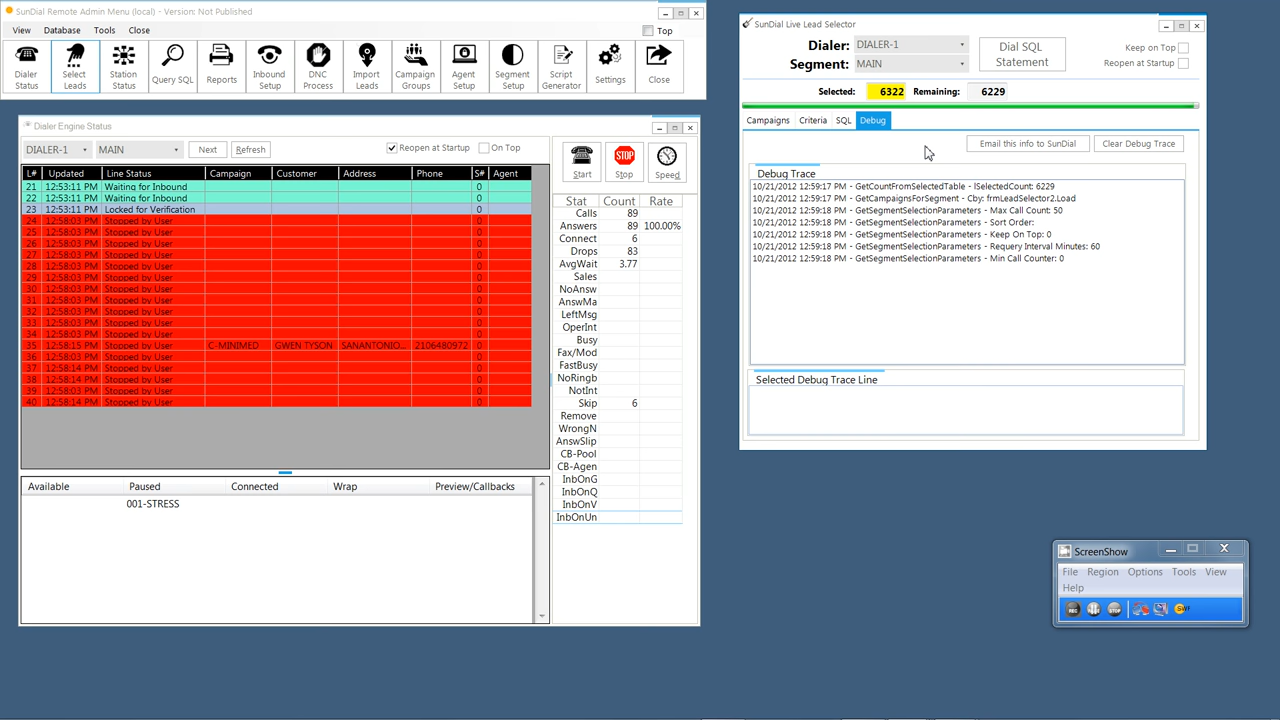 SunDial Remote Admin Menu (local) - Version: Not Published
View Database Tools Close Top
Dialer Status
Select Leads
Station Status
Query SQL
Reports
Inbound Setup
DNC Process
Import Leads
Campaign Groups
Agent Setup
Segment Setup
Script Generator
Settings
Close
Dialer Engine Status
DIALER-1 MAIN Next Refresh Reopen at Startup On Top
L# Updated Line Status Campaign Customer Address Phone S# Agent
21 12:53:11 PM Waiting for Inbound 0
22 12:53:11 PM Waiting for Inbound 0
23 12:53:11 PM Locked for Verification 0
24 12:58:03 PM Stopped by User 0
25 12:58:03 PM Stopped by User 0
26 12:58:03 PM Stopped by User 0
27 12:58:03 PM Stopped by User 0
28 12:58:03 PM Stopped by User 0
29 12:58:03 PM Stopped by User 0
30 12:58:03 PM Stopped by User 0
31 12:58:03 PM Stopped by User 0
32 12:58:03 PM Stopped by User 0
33 12:58:03 PM Stopped by User 0
34 12:58:03 PM Stopped by User 0
35 12:58:15 PM Stopped by User C-MINIMED GWEN TYSON SANANTONIO... 2106480972 0
36 12:58:03 PM Stopped by User 0
37 12:58:14 PM Stopped by User 0
38 12:58:14 PM Stopped by User 0
39 12:58:03 PM Stopped by User 0
40 12:58:14 PM Stopped by User 0
Available Paused Connected Wrap Preview/Callbacks
001-STRESS
Start STOP Stop Speed
Stat Count Rate
Calls 89
Answers 89 100.00%
Connect 6
Drops 83
AvgWait 3.77
Sales
NoAnsw
AnswMa
LeftMsg
OperInt
Busy
Fax/Mod
FastBusy
NoRingb
NotInt
Skip 6
Remove
WrongN
AnswSlip
CB-Pool
CB-Agen
InbOnG
InbOnQ
InbOnV
InbOnUn
SunDial Live Lead Selector
Dialer: DIALER-1
Segment: MAIN
Dial SQL Statement
Keep on Top
Reopen at Startup
Selected: 6322 Remaining: 6229
Campaigns Criteria SQL Debug
Email this info to SunDial Clear Debug Trace
Debug Trace
10/21/2012 12:59:17 PM - GetCountFromSelectedTable - lSelectedCount: 6229
10/21/2012 12:59:17 PM - GetCampaignsForSegment - Cby: frmLeadSelector2.Load
10/21/2012 12:59:18 PM - GetSegmentSelectionParameters - Max Call Count: 50
10/21/2012 12:59:18 PM - GetSegmentSelectionParameters - Sort Order:
10/21/2012 12:59:18 PM - GetSegmentSelectionParameters - Keep On Top: 0
10/21/2012 12:59:18 PM - GetSegmentSelectionParameters - Requery Interval Minutes: 60
10/21/2012 12:59:18 PM - GetSegmentSelectionParameters - Min Call Counter: 0
Selected Debug Trace Line
ScreenShow
File Region Options Tools View
Help
REC STOP SWF